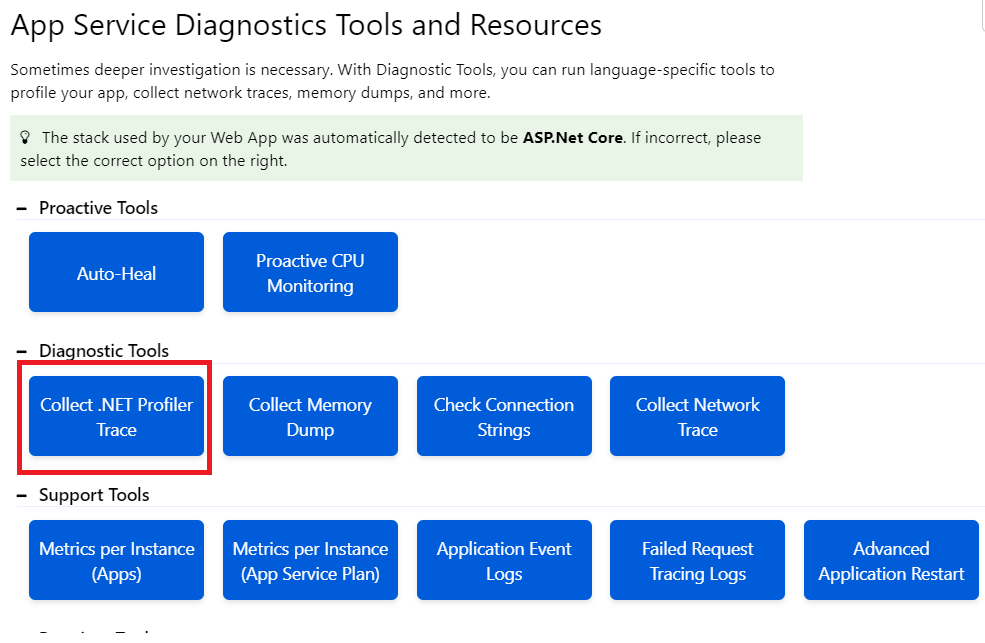 App Service Diagnostics Tools and Resources
Sometimes deeper investigation is necessary. With Diagnostic Tools, you can run language-specific tools to
profile your app, collect network traces, memory dumps, and more.
The stack used by your Web App was automatically detected to be ASP.Net Core. If incorrect, please
select the correct option on the right.
Proactive Tools
Auto-Heal
Proactive CPU
Monitoring
Diagnostic Tools
Collect .NET Profiler
Trace
Collect Memory
Dump
Check Connection
Strings
Collect Network
Trace
Support Tools
Metrics per Instance
(Apps)
Metrics per Instance
(App Service Plan)
Application Event
Logs
Failed Request
Tracing Logs
Advanced
Application Restart